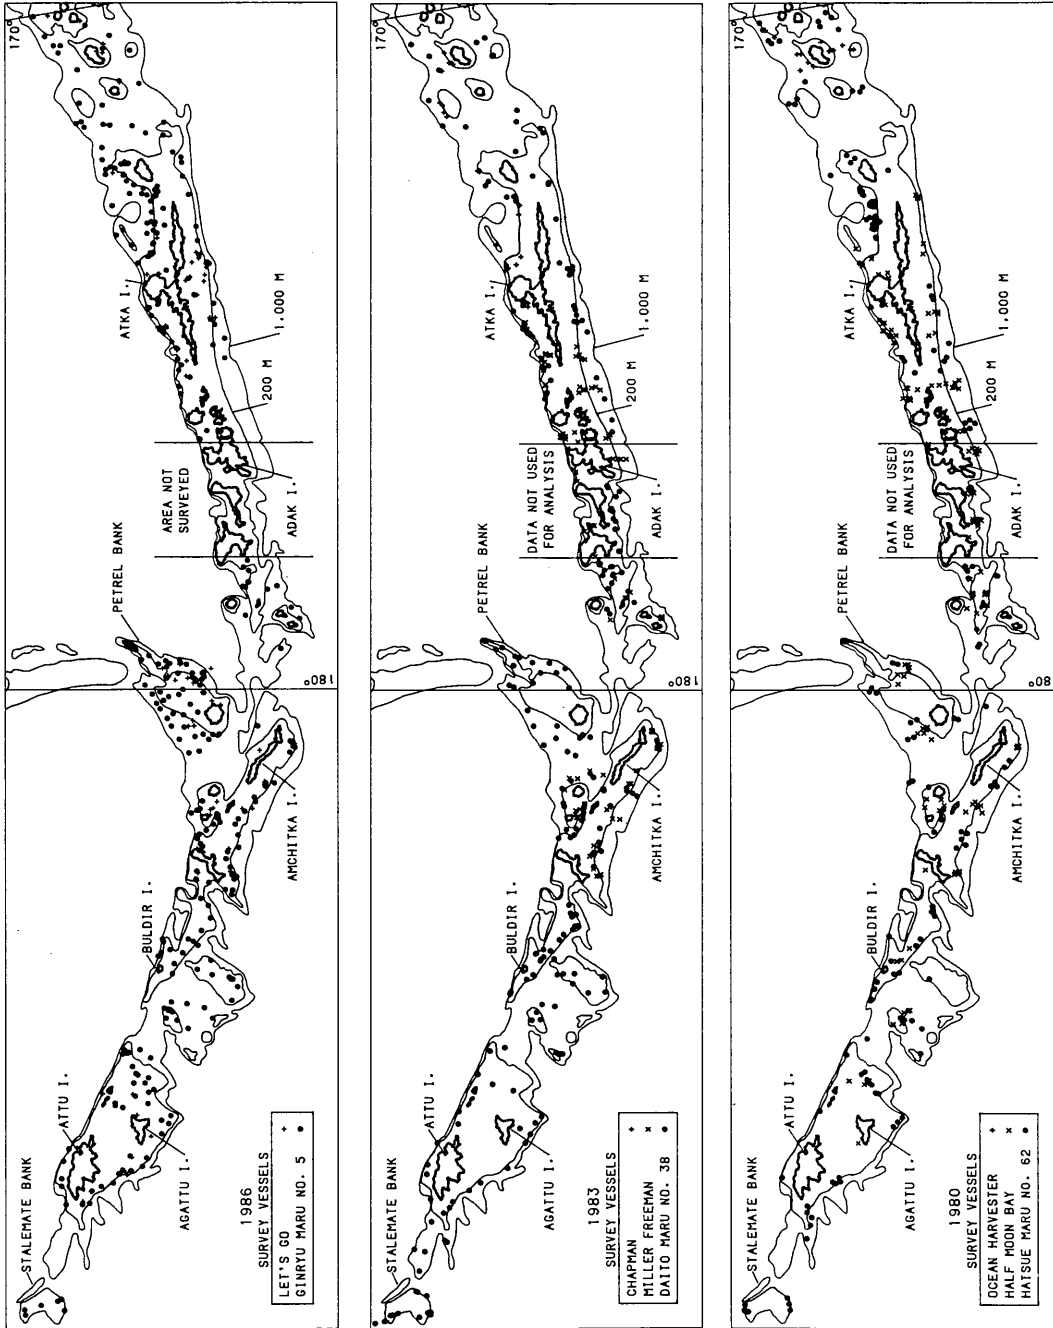 STALEMATE BANK
ATTU I.
BULDIR I.
PETREL BANK
AREA NOT
SURVEYED
ATKA I.
170°
AGATTU I.
AMCHITKA I.
180°
ADAK I.
200 M
1,000 M
1986
SURVEY VESSELS
LET'S GO +
GINRYU MARU NO. 5 ●
STALEMATE BANK
ATTU I.
BULDIR I.
PETREL BANK
DATA NOT USED
FOR ANALYSIS
ATKA I.
170°
AGATTU I.
AMCHITKA I.
180°
ADAK I.
200 M
1,000 M
1983
SURVEY VESSELS
CHAPMAN +
MILLER FREEMAN ×
DAITO MARU NO. 38 ●
STALEMATE BANK
ATTU I.
BULDIR I.
PETREL BANK
DATA NOT USED
FOR ANALYSIS
ATKA I.
170°
AGATTU I.
AMCHITKA I.
80°
ADAK I.
200 M
1,000 M
1980
SURVEY VESSELS
OCEAN HARVESTER +
HALF MOON BAY ×
HATSUE MARU NO. 62 ●